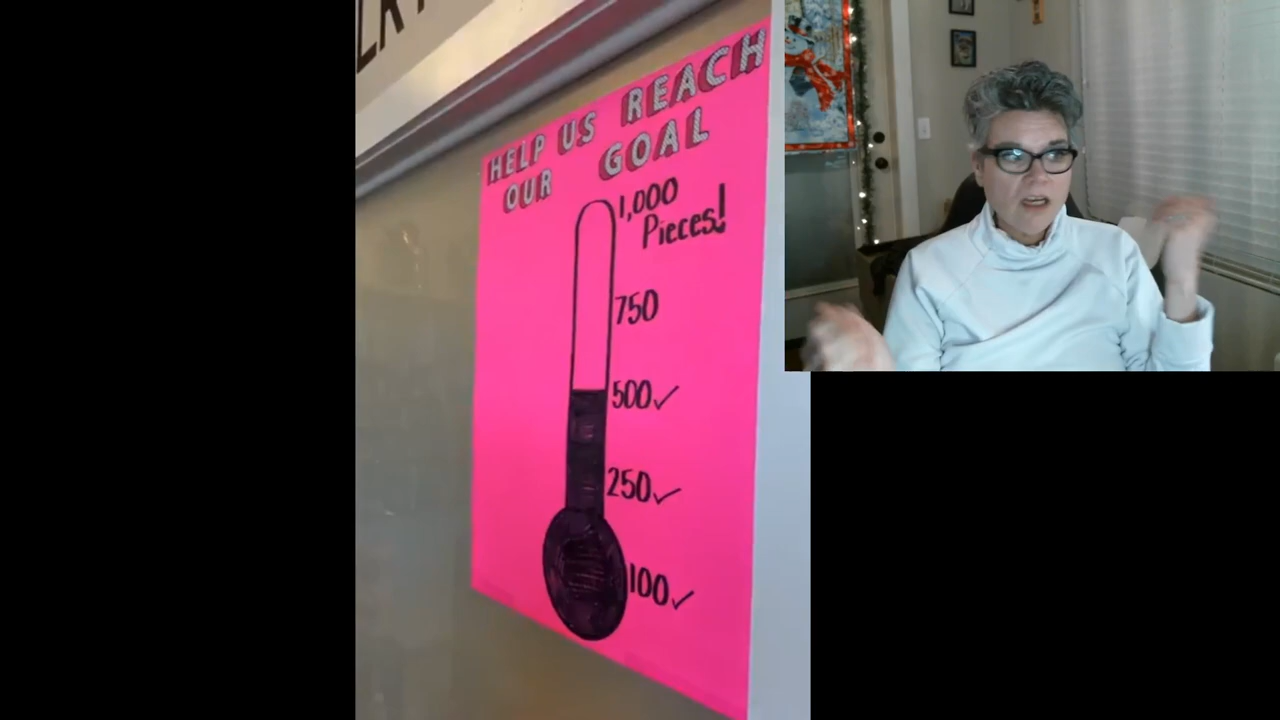 HELP US REACH
OUR GOAL
1,000
Pieces!
750
500✓
250✓
100✓